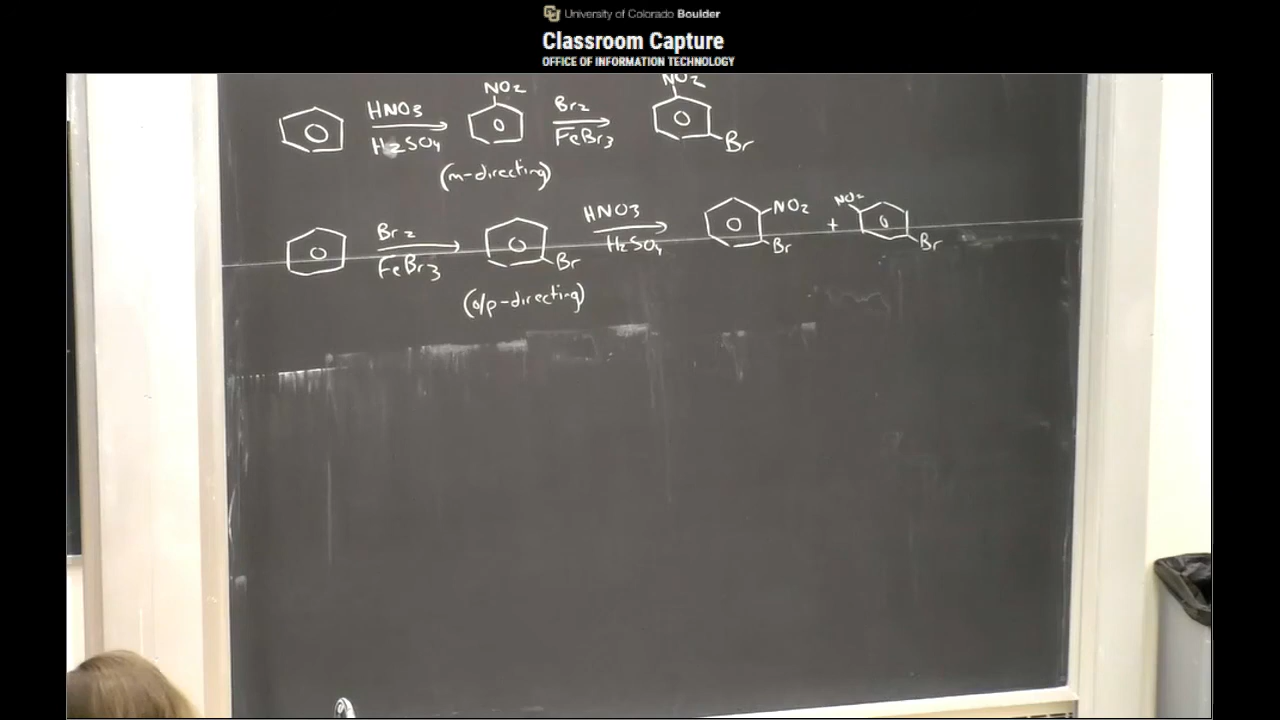 University of Colorado Boulder
Classroom Capture
OFFICE OF INFORMATION TECHNOLOGY
HNO3 H2SO4 NO2 Br2 FeBr3 NO2 Br
(m-directing)
Br2 FeBr3 Br HNO3 H2SO4 NO2 Br + NO2 Br
(o/p-directing)